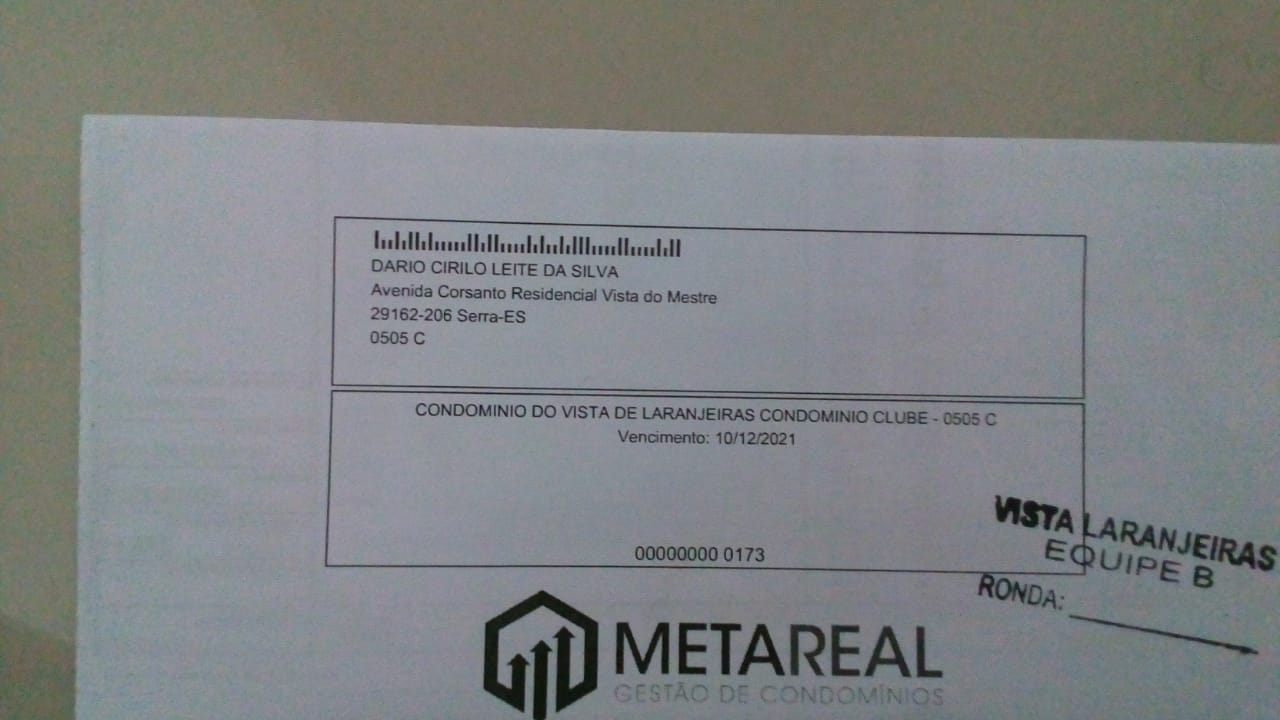 DARIO CIRILO LEITE DA SILVA
Avenida Corsanto Residencial Vista do Mestre
29162-206 Serra-ES
0505 C
CONDOMINIO DO VISTA DE LARANJEIRAS CONDOMINIO CLUBE - 0505 C
Vencimento: 10/12/2021
00000000 0173
VISTA LARANJEIRAS
EQUIPE B
RONDA:
METAREAL
GESTÃO DE CONDOMÍNIOS